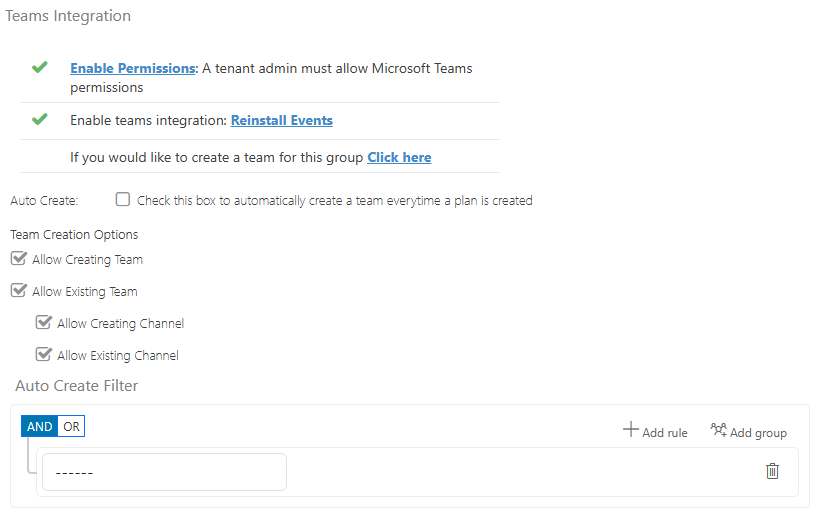 Teams Integration
Enable Permissions: A tenant admin must allow Microsoft Teams
permissions
Enable teams integration: Reinstall Events
If you would like to create a team for this group Click here
Auto Create: Check this box to automatically create a team everytime a plan is created
Team Creation Options
Allow Creating Team
Allow Existing Team
Allow Creating Channel
Allow Existing Channel
Auto Create Filter
AND OR Add rule Add group
------